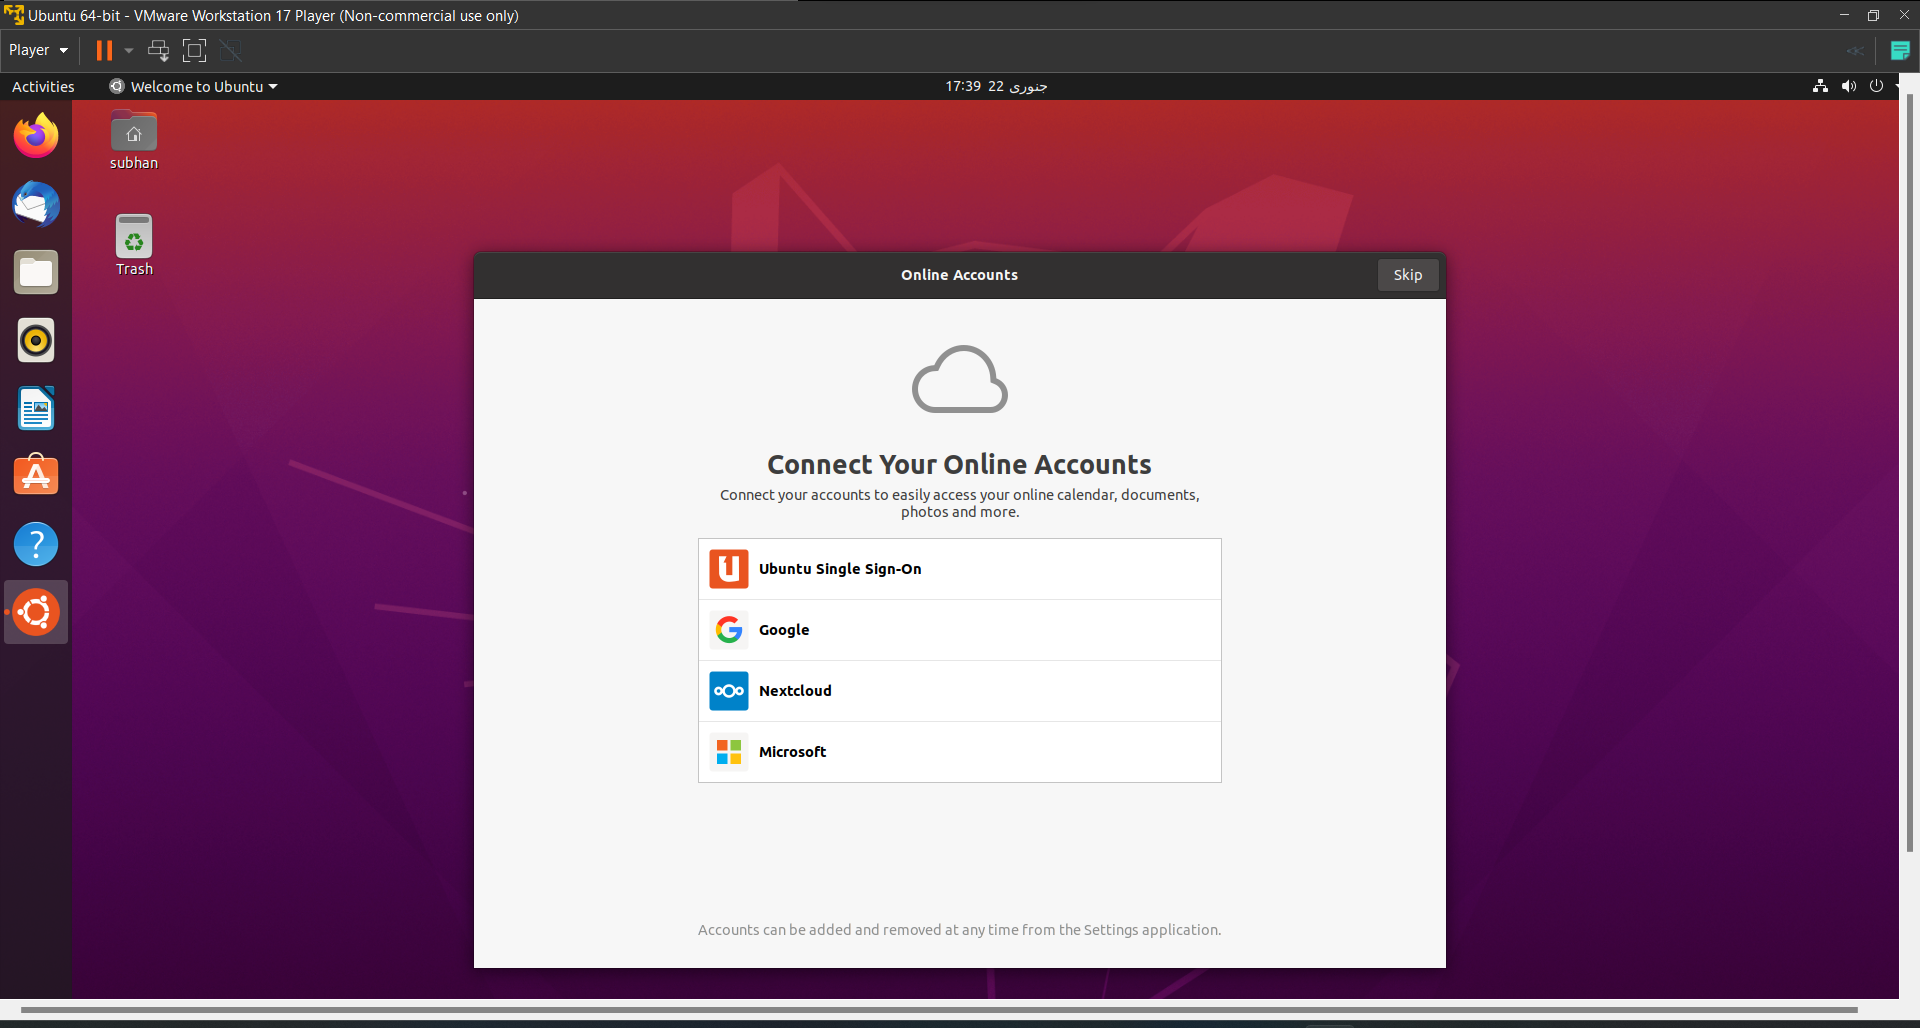 Ubuntu 64-bit - VMware Workstation 17 Player (Non-commercial use only)
Player
Activities
Welcome to Ubuntu
17:39 22 جنوری
subhan
Trash
Online Accounts
Skip
Connect Your Online Accounts
Connect your accounts to easily access your online calendar, documents,
photos and more.
Ubuntu Single Sign-On
Google
Nextcloud
Microsoft
Accounts can be added and removed at any time from the Settings application.